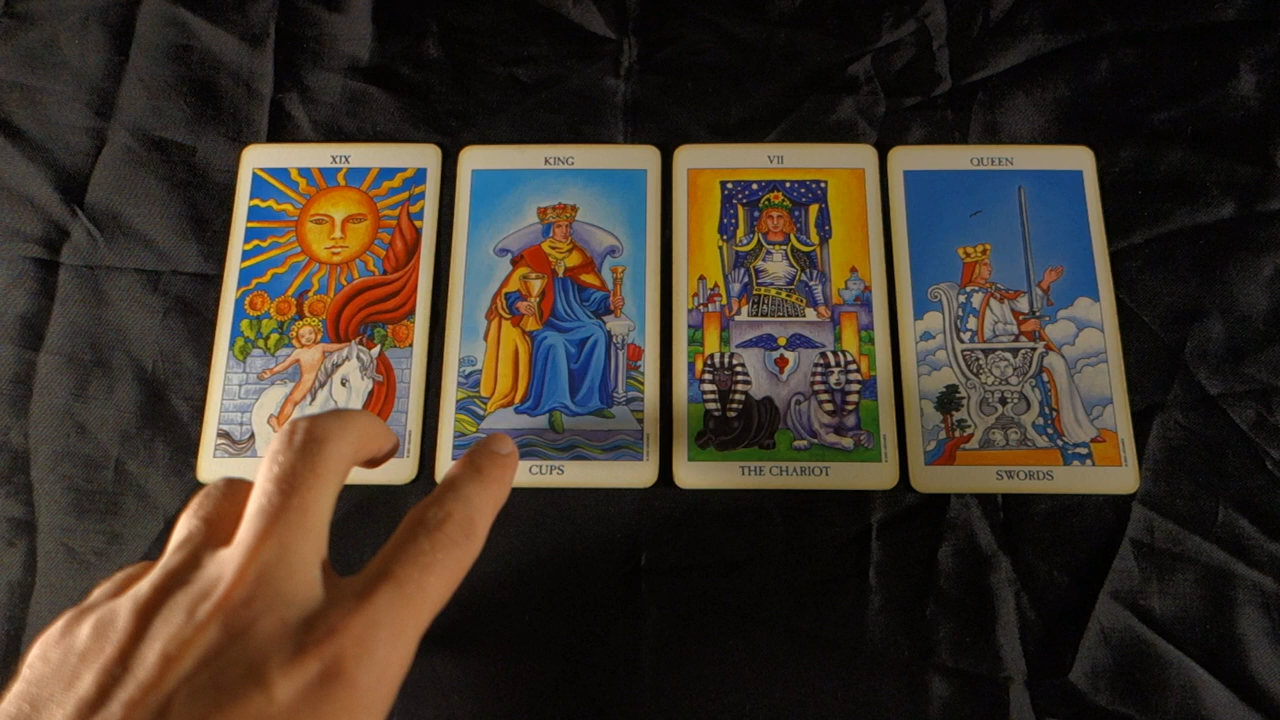 XIX
KING
CUPS
VII
THE CHARIOT
QUEEN
SWORDS